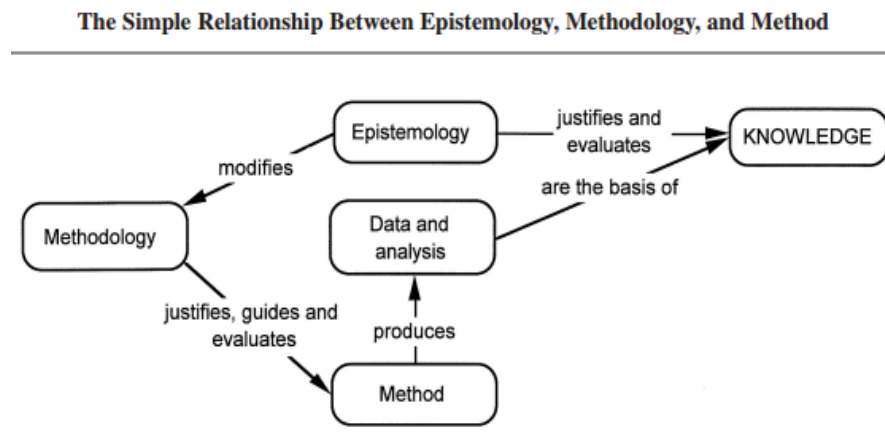 The Simple Relationship Between Epistemology, Methodology, and Method
Epistemology
justifies and
evaluates
KNOWLEDGE
modifies
are the basis of
Methodology
Data and
analysis
justifies, guides and
evaluates
produces
Method